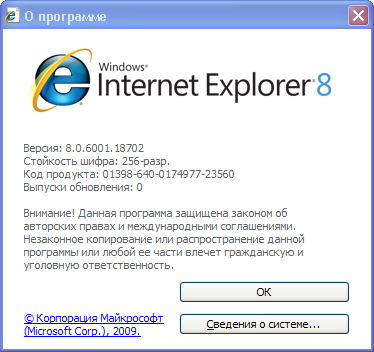 О программе
Windows®
Internet Explorer 8
Версия: 8.0.6001.18702
Стойкость шифра: 256-разр.
Код продукта: 01398-640-0174977-23560
Выпуски обновления: 0
Внимание! Данная программа защищена законом об
авторских правах и международными соглашениями.
Незаконное копирование или распространение данной
программы или любой ее части влечет гражданскую и
уголовную ответственность.
OK
© Корпорация Майкрософт
(Microsoft Corp.), 2009.
Сведения о системе...